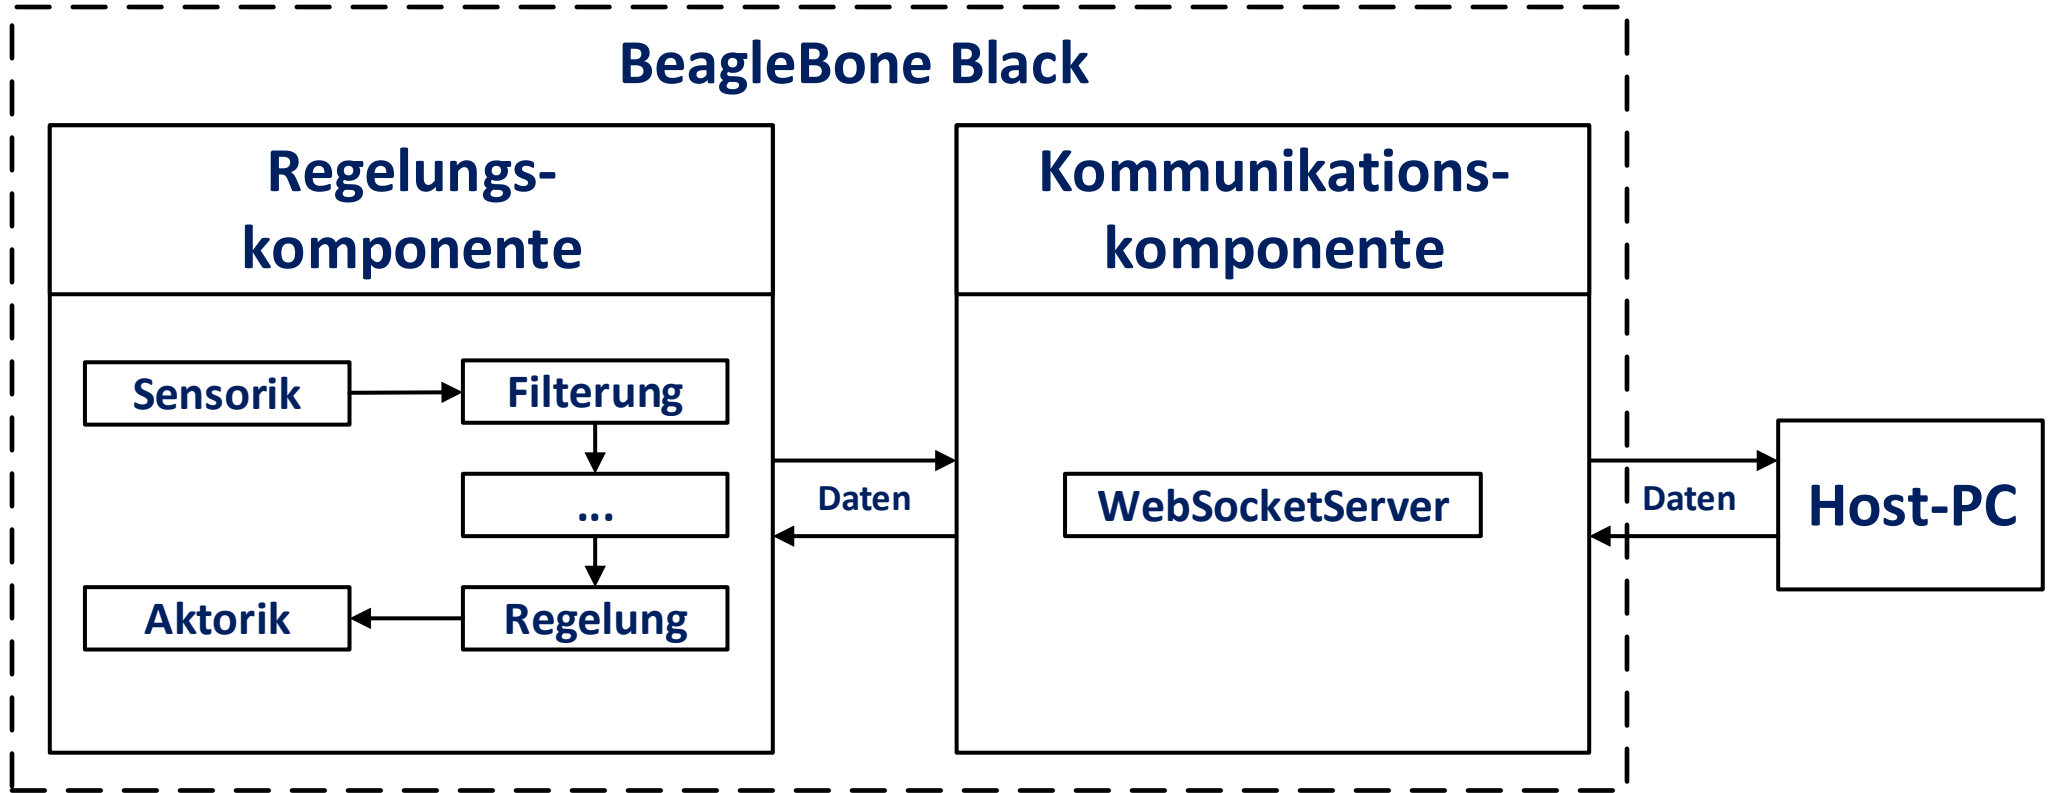 BeagleBone Black
Regelungs-
komponente
Sensorik
Filterung
...
Regelung
Aktorik
Daten
Kommunikations-
komponente
WebSocketServer
Daten
Host-PC